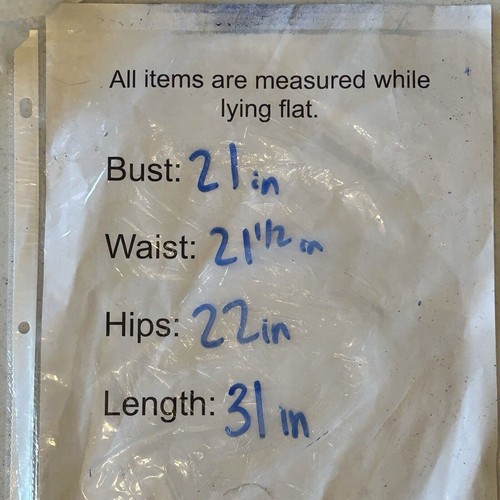 All items are measured while
lying flat.
Bust: 21 in
Waist: 21 1/2 in
Hips: 22 in
Length: 31 in